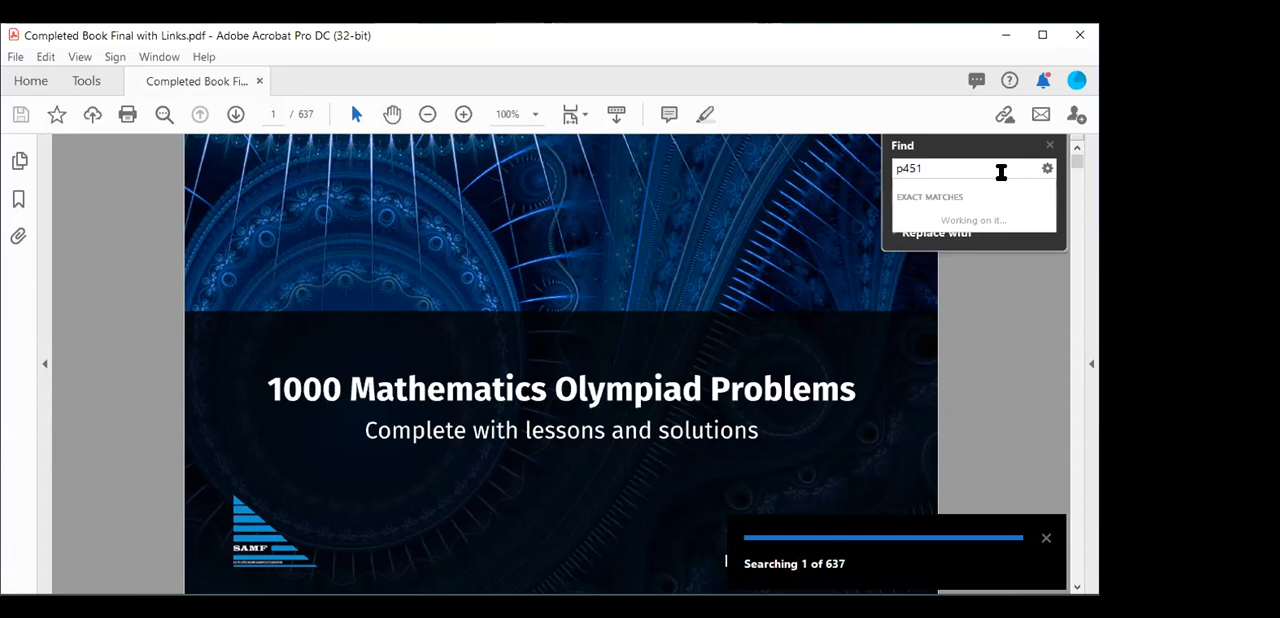 Completed Book Final with Links.pdf - Adobe Acrobat Pro DC (32-bit)
File Edit View Sign Window Help
Home Tools Completed Book Fi... ×
1 / 637 100%
Find
p451
EXACT MATCHES
Working on it...
Replace with
1000 Mathematics Olympiad Problems
Complete with lessons and solutions
SAMF
Searching 1 of 637